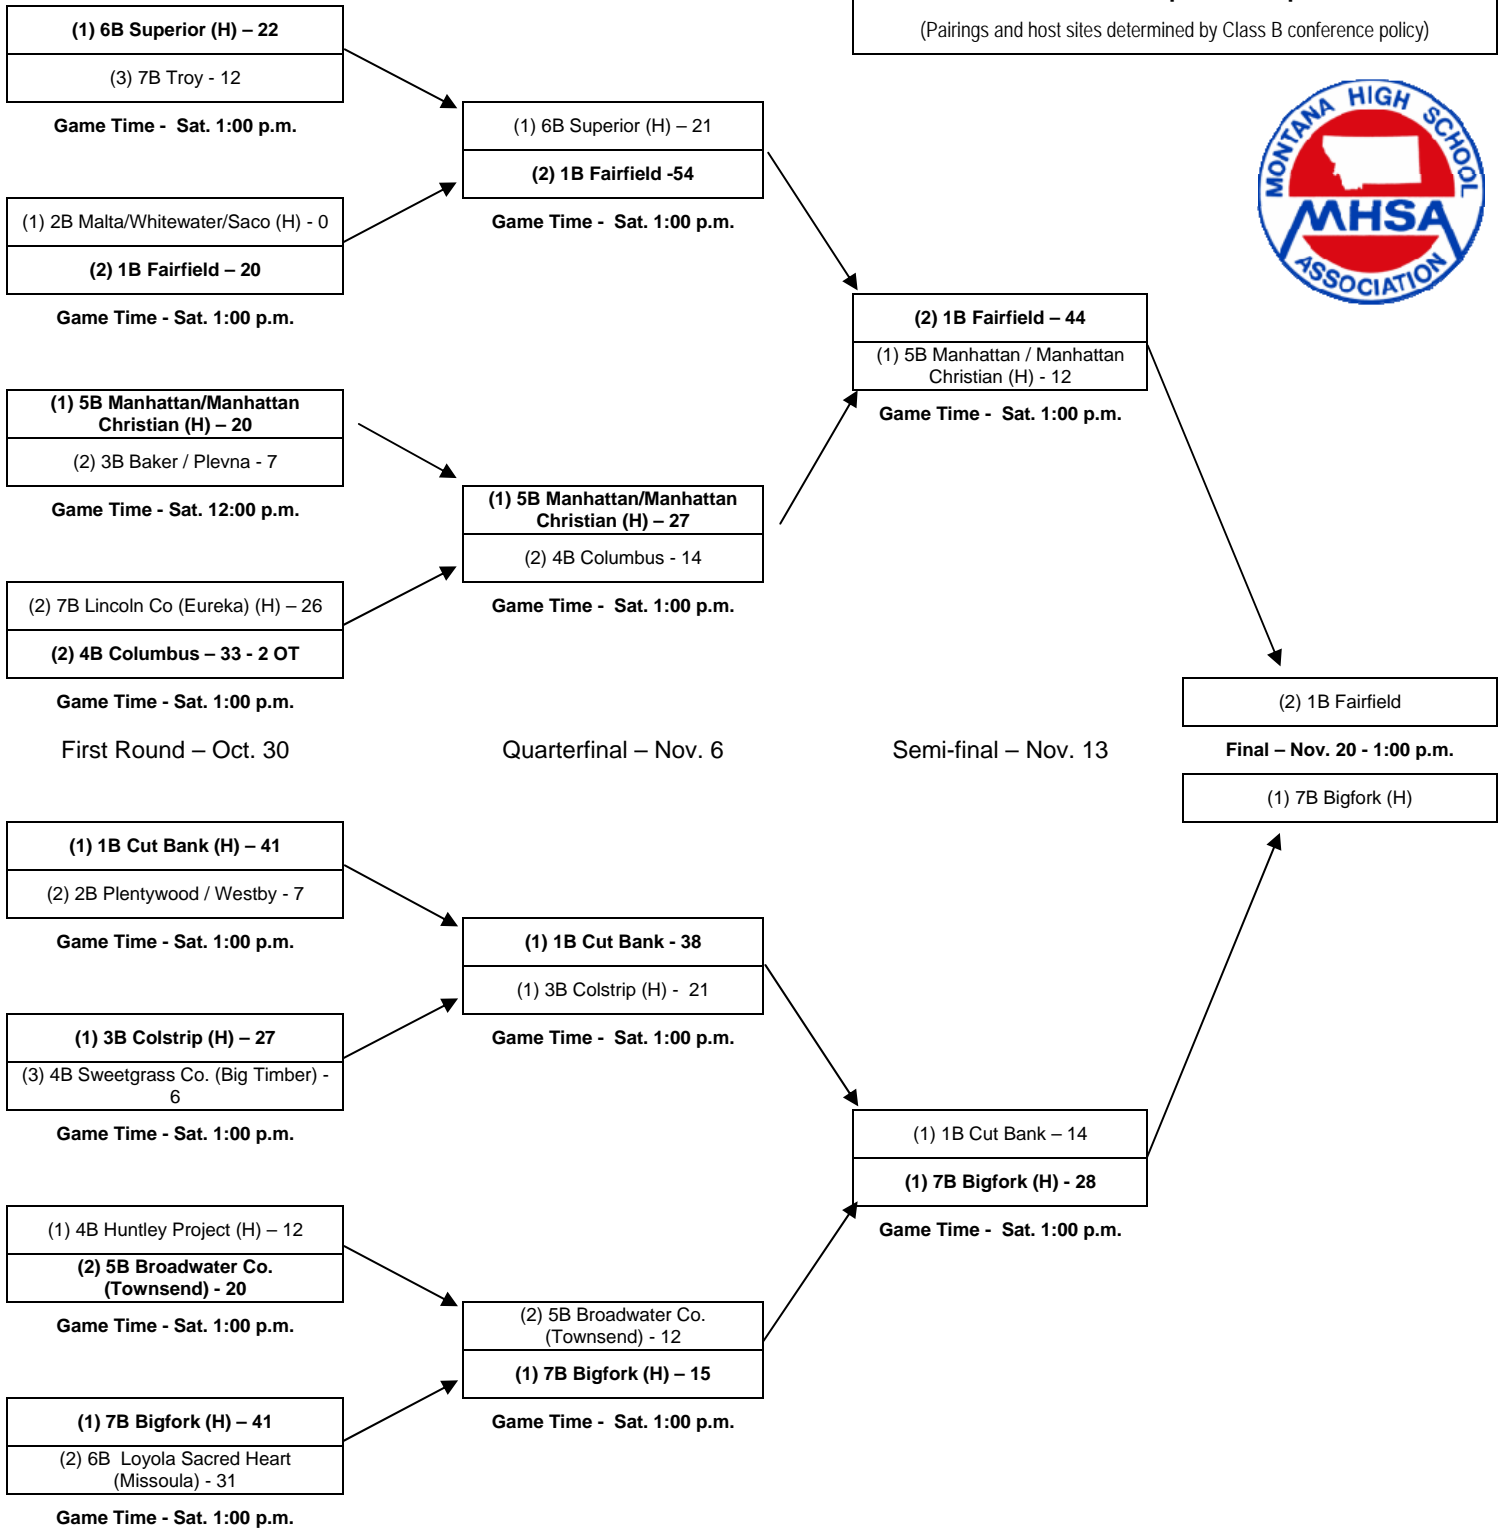 (Pairings and host sites determined by Class B conference policy)
MONTANA HIGH SCHOOL
MHSA
ASSOCIATION
(1) 6B Superior (H) – 22
(3) 7B Troy - 12
Game Time - Sat. 1:00 p.m.
(1) 2B Malta/Whitewater/Saco (H) - 0
(2) 1B Fairfield – 20
Game Time - Sat. 1:00 p.m.
(1) 5B Manhattan/Manhattan
Christian (H) – 20
(2) 3B Baker / Plevna - 7
Game Time - Sat. 12:00 p.m.
(2) 7B Lincoln Co (Eureka) (H) – 26
(2) 4B Columbus – 33 - 2 OT
Game Time - Sat. 1:00 p.m.
(1) 6B Superior (H) – 21
(2) 1B Fairfield -54
Game Time - Sat. 1:00 p.m.
(1) 5B Manhattan/Manhattan
Christian (H) – 27
(2) 4B Columbus - 14
Game Time - Sat. 1:00 p.m.
(2) 1B Fairfield – 44
(1) 5B Manhattan / Manhattan
Christian (H) - 12
Game Time - Sat. 1:00 p.m.
(2) 1B Fairfield
First Round – Oct. 30
Quarterfinal – Nov. 6
Semi-final – Nov. 13
Final – Nov. 20 - 1:00 p.m.
(1) 7B Bigfork (H)
(1) 1B Cut Bank (H) – 41
(2) 2B Plentywood / Westby - 7
Game Time - Sat. 1:00 p.m.
(1) 3B Colstrip (H) – 27
(3) 4B Sweetgrass Co. (Big Timber) -
6
Game Time - Sat. 1:00 p.m.
(1) 4B Huntley Project (H) – 12
(2) 5B Broadwater Co.
(Townsend) - 20
Game Time - Sat. 1:00 p.m.
(1) 7B Bigfork (H) – 41
(2) 6B Loyola Sacred Heart
(Missoula) - 31
Game Time - Sat. 1:00 p.m.
(1) 1B Cut Bank - 38
(1) 3B Colstrip (H) - 21
Game Time - Sat. 1:00 p.m.
(2) 5B Broadwater Co.
(Townsend) - 12
(1) 7B Bigfork (H) – 15
Game Time - Sat. 1:00 p.m.
(1) 1B Cut Bank – 14
(1) 7B Bigfork (H) - 28
Game Time - Sat. 1:00 p.m.